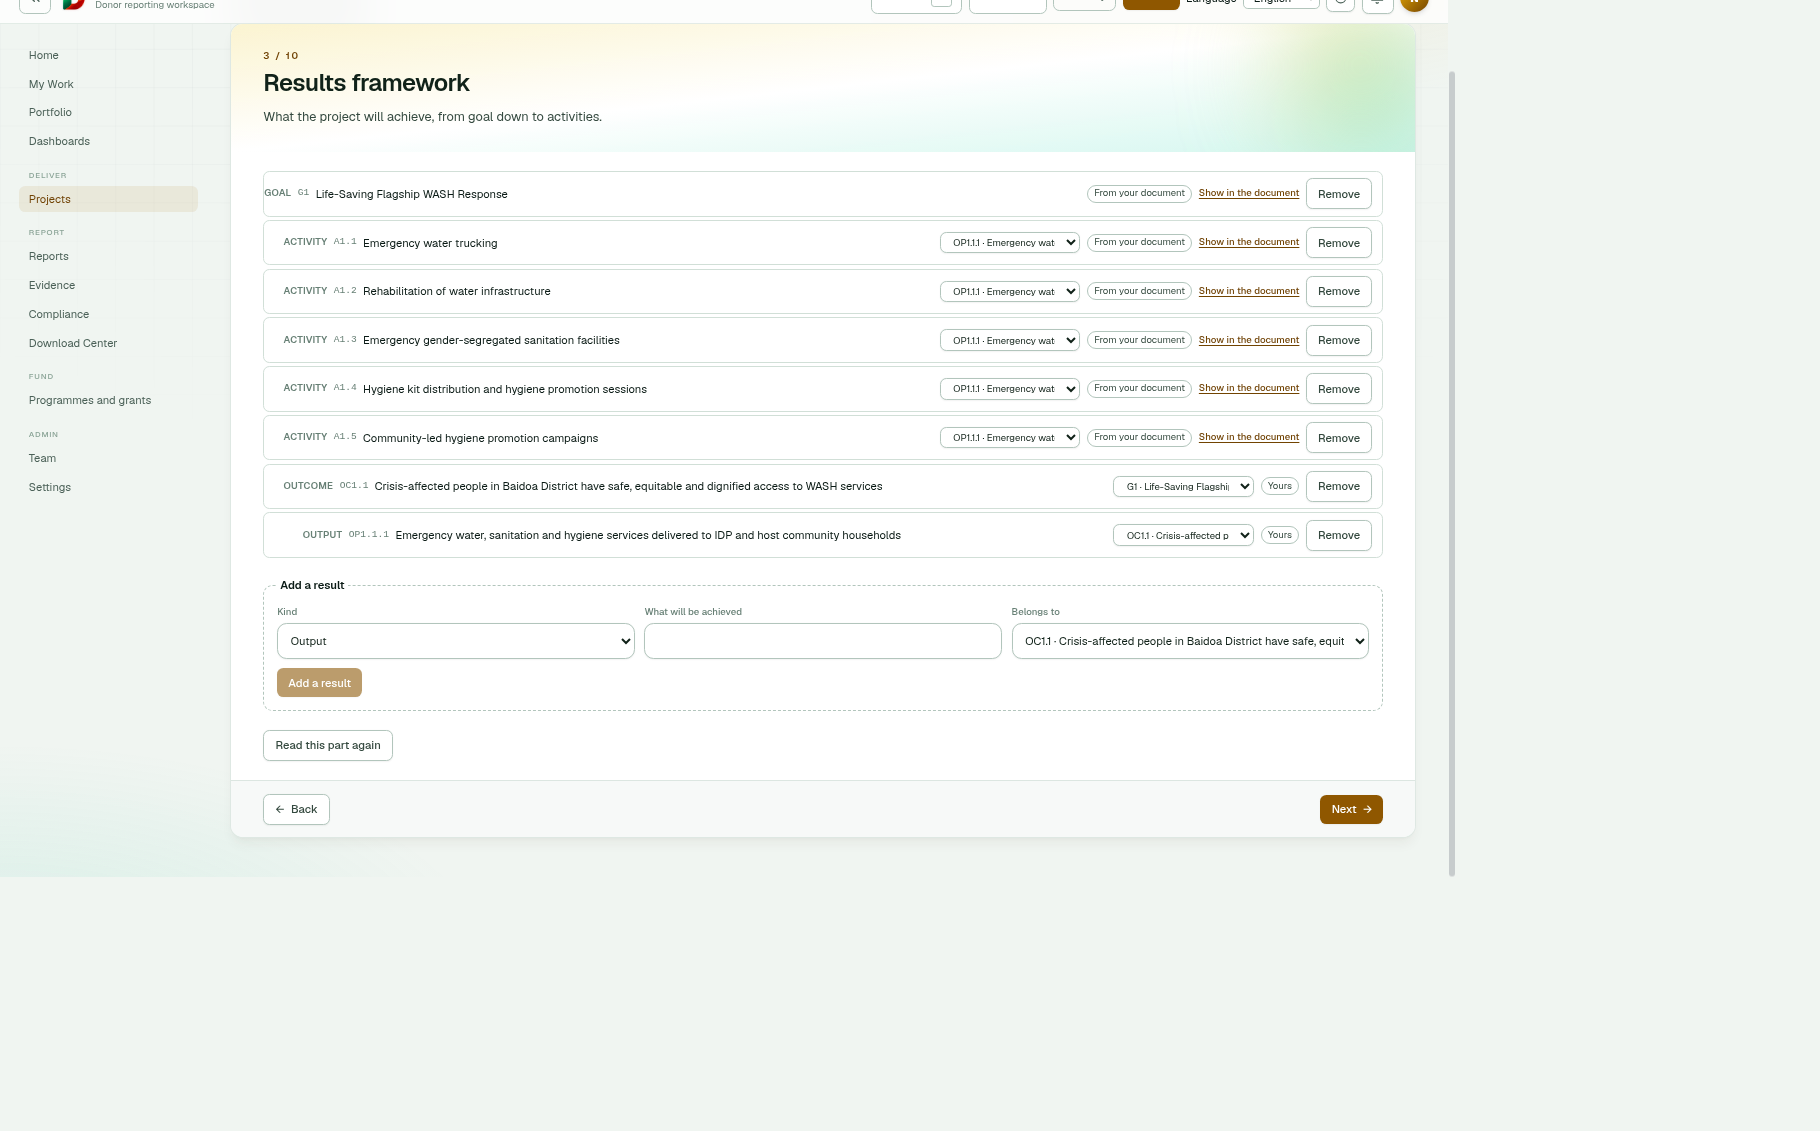 Donor reporting workspace
Language English
Home
My Work
Portfolio
Dashboards
DELIVER
Projects
REPORT
Reports
Evidence
Compliance
Download Center
FUND
Programmes and grants
ADMIN
Team
Settings
3 / 10
Results framework
What the project will achieve, from goal down to activities.
GOAL G1 Life-Saving Flagship WASH Response From your document Show in the document Remove
ACTIVITY A1.1 Emergency water trucking OP1.1.1 · Emergency wat From your document Show in the document Remove
ACTIVITY A1.2 Rehabilitation of water infrastructure OP1.1.1 · Emergency wat From your document Show in the document Remove
ACTIVITY A1.3 Emergency gender-segregated sanitation facilities OP1.1.1 · Emergency wat From your document Show in the document Remove
ACTIVITY A1.4 Hygiene kit distribution and hygiene promotion sessions OP1.1.1 · Emergency wat From your document Show in the document Remove
ACTIVITY A1.5 Community-led hygiene promotion campaigns OP1.1.1 · Emergency wat From your document Show in the document Remove
OUTCOME OC1.1 Crisis-affected people in Baidoa District have safe, equitable and dignified access to WASH services G1 · Life-Saving Flagshi Yours Remove
OUTPUT OP1.1.1 Emergency water, sanitation and hygiene services delivered to IDP and host community households OC1.1 · Crisis-affected p Yours Remove
Add a result
Kind What will be achieved Belongs to
Output OC1.1 · Crisis-affected people in Baidoa District have safe, equit
Add a result
Read this part again
← Back Next →